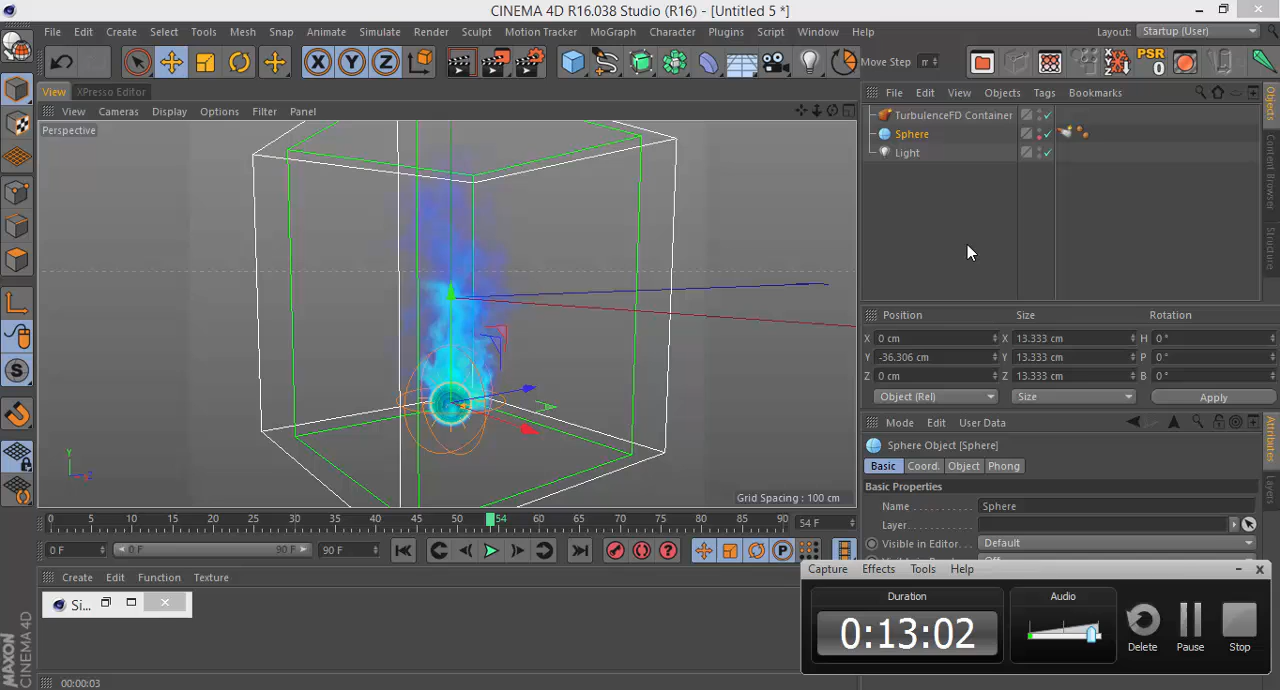 CINEMA 4D R16.038 Studio (R16) - [Untitled 5 *]
File Edit Create Select Tools Mesh Snap Animate Simulate Render Sculpt Motion Tracker MoGraph Character Plugins Script Window Help
Layout: Startup (User)
X Y Z
Move Step
PSR
0
View XPresso Editor
View Cameras Display Options Filter Panel
File Edit View Objects Tags Bookmarks
Perspective
TurbulenceFD Container
Sphere
Light
Objects
Content Browser
Structure
Position Size Rotation
X 0 cm X 13.333 cm H 0 °
Y -36.306 cm Y 13.333 cm P 0 °
Z 0 cm Z 13.333 cm B 0 °
Object (Rel) Size Apply
Mode Edit User Data
Sphere Object [Sphere]
Basic Coord. Object Phong
Basic Properties
Name . . . . . . . . Sphere
Layer . . . . . . . .
Visible in Editor. . . Default
Attributes
Layers
Y
Z
Grid Spacing : 100 cm
0 5 10 15 20 25 30 35 40 45 50 54 60 65 70 75 80 85 90 54 F
0 F 0 F 90 F 90 F
P
Create Edit Function Texture
Si...
MAXON
CINEMA 4D
00:00:03
Capture Effects Tools Help
Duration
0:13:02
Audio
Delete Pause Stop